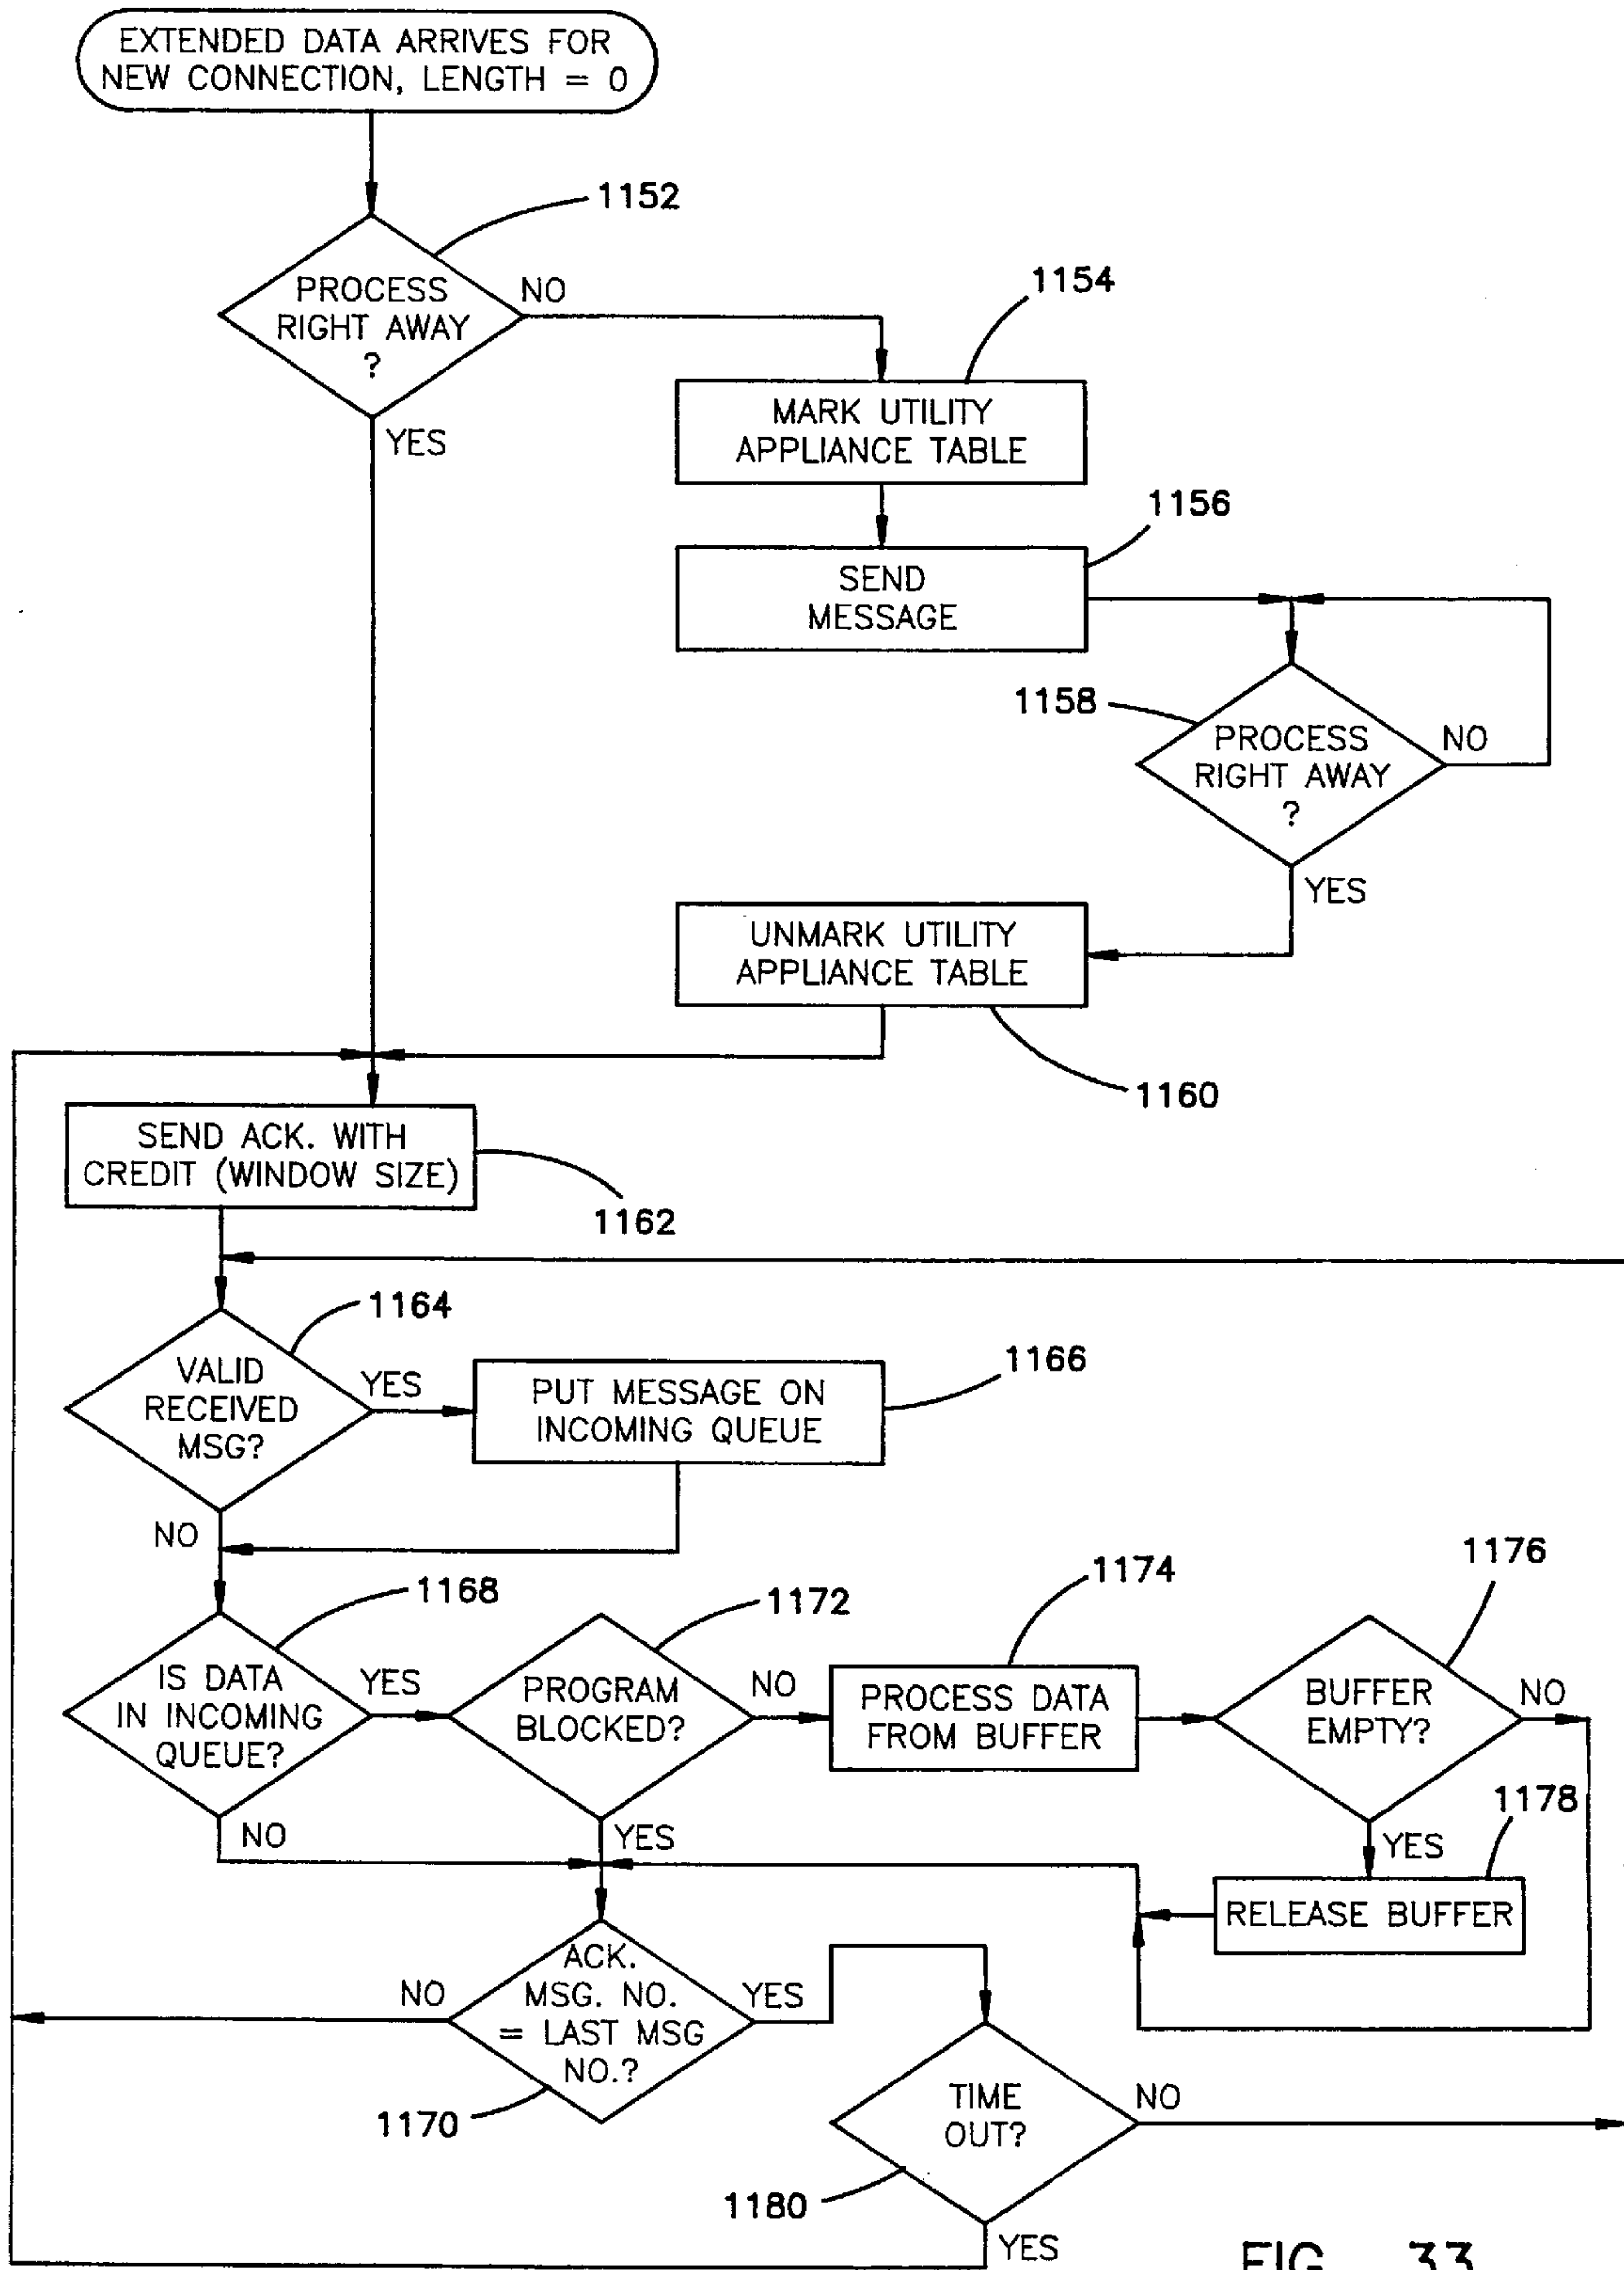 EXTENDED DATA ARRIVES FOR
NEW CONNECTION, LENGTH = 0
1152
PROCESS
RIGHT AWAY
?
NO
YES
1154
MARK UTILITY
APPLIANCE TABLE
1156
SEND
MESSAGE
1158
PROCESS
RIGHT AWAY
?
NO
YES
UNMARK UTILITY
APPLIANCE TABLE
1160
SEND ACK. WITH
CREDIT (WINDOW SIZE)
1162
1164
VALID
RECEIVED
MSG?
YES
NO
1166
PUT MESSAGE ON
INCOMING QUEUE
1168
IS DATA
IN INCOMING
QUEUE?
YES
NO
1172
PROGRAM
BLOCKED?
NO
YES
1174
PROCESS DATA
FROM BUFFER
1176
BUFFER
EMPTY?
NO
YES
1178
RELEASE BUFFER
ACK.
MSG. NO.
= LAST MSG
NO.?
NO
YES
1170
TIME
OUT?
NO
YES
1180
FIG. 33